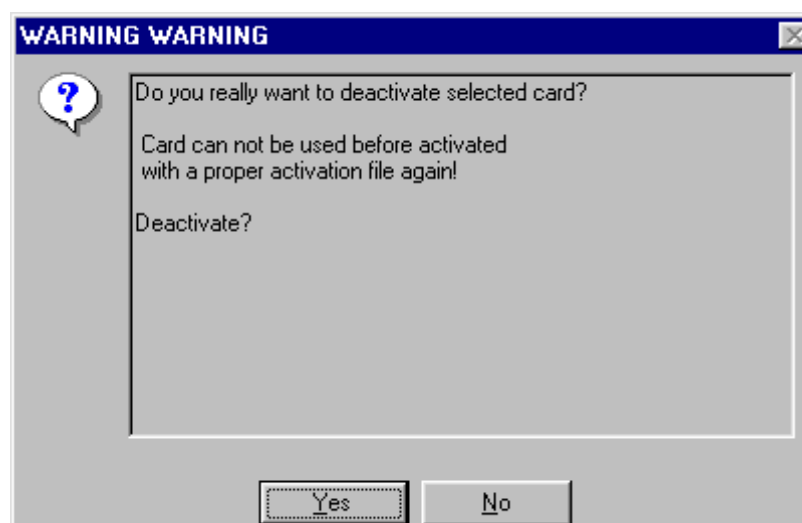 WARNING WARNING
Do you really want to deactivate selected card?
Card can not be used before activated
with a proper activation file again!
Deactivate?
Yes No